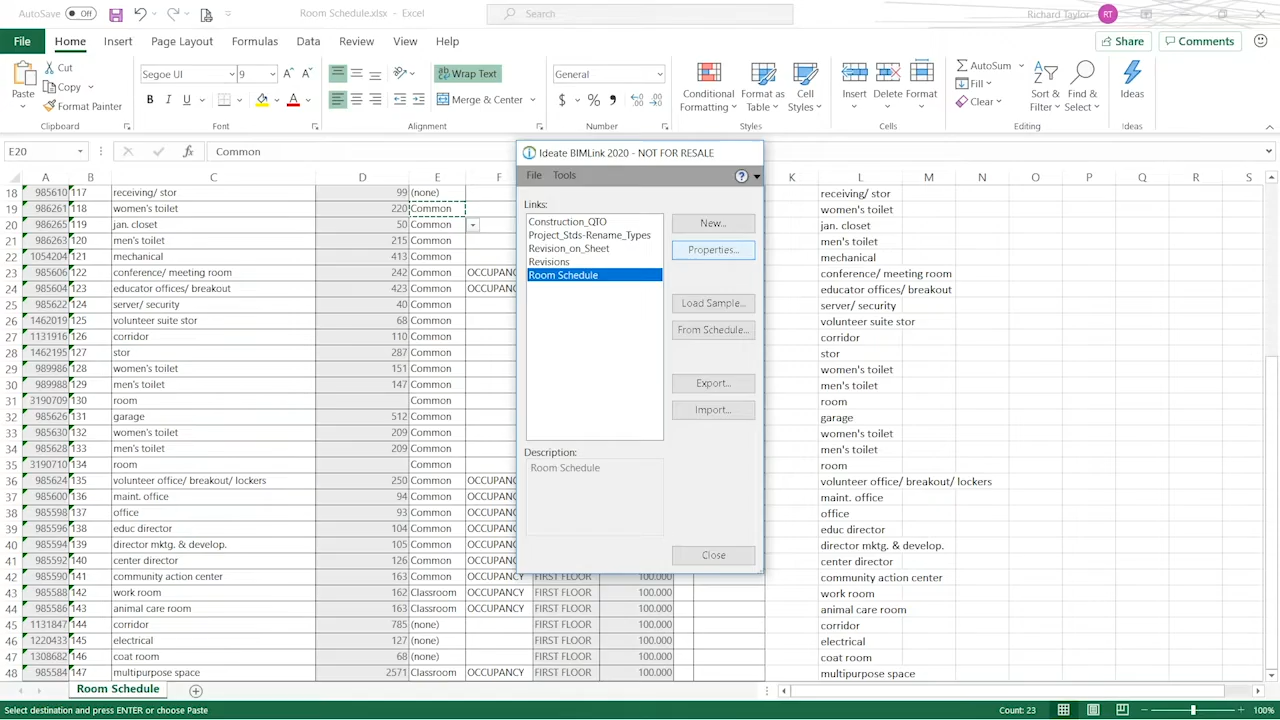 AutoSave Off Room Schedule.xlsx - Excel Search Richard Taylor RT
File Home Insert Page Layout Formulas Data Review View Help Share Comments
Paste
Cut
Copy
Format Painter
Clipboard
Segoe UI 9 A^ A˅
B I U A
Font
Wrap Text
Merge & Center
Alignment
General
$ % ,
Number
Conditional Formatting
Format as Table
Cell Styles
Styles
Insert Delete Format
Cells
AutoSum
Fill
Clear
Sort & Filter
Find & Select
Editing
Ideas
Ideas
E20 fx Common
A B C D E F K L M N O P Q R S
18 985610 117 receiving/ stor 99 (none) receiving/ stor
19 986261 118 women's toilet 220 Common women's toilet
20 986265 119 jan. closet 50 Common jan. closet
21 986263 120 men's toilet 215 Common men's toilet
22 1054204 121 mechanical 413 Common mechanical
23 985606 122 conference/ meeting room 242 Common OCCUPANC conference/ meeting room
24 985604 123 educator offices/ breakout 423 Common OCCUPANC educator offices/ breakout
25 985622 124 server/ security 40 Common server/ security
26 1462019 125 volunteer suite stor 68 Common volunteer suite stor
27 1131916 126 corridor 110 Common corridor
28 1462195 127 stor 287 Common stor
29 989986 128 women's toilet 151 Common women's toilet
30 989988 129 men's toilet 147 Common men's toilet
31 3190709 130 room Common room
32 985626 131 garage 512 Common garage
33 985630 132 women's toilet 209 Common women's toilet
34 985628 133 men's toilet 209 Common men's toilet
35 3190710 134 room Common room
36 985624 135 volunteer office/ breakout/ lockers 250 Common OCCUPANC volunteer office/ breakout/ lockers
37 985600 136 maint. office 94 Common OCCUPANC maint. office
38 985598 137 office 93 Common OCCUPANC office
39 985596 138 educ director 104 Common OCCUPANC educ director
40 985594 139 director mktg. & develop. 105 Common OCCUPANC director mktg. & develop.
41 985592 140 center director 126 Common OCCUPANC center director
42 985590 141 community action center 163 Common OCCUPANCY FIRST FLOOR 100.000 community action center
43 985588 142 work room 162 Classroom OCCUPANCY FIRST FLOOR 100.000 work room
44 985586 143 animal care room 163 Classroom OCCUPANCY FIRST FLOOR 100.000 animal care room
45 1131847 144 corridor 785 (none) FIRST FLOOR 100.000 corridor
46 1220433 145 electrical 127 (none) FIRST FLOOR 100.000 electrical
47 1308682 146 coat room 68 (none) FIRST FLOOR 100.000 coat room
48 985584 147 multipurpose space 2571 Classroom OCCUPANCY FIRST FLOOR 100.000 multipurpose space
Ideate BIMLink 2020 - NOT FOR RESALE
File Tools ?
Links:
Construction_QTO
Project_Stds-Rename_Types
Revision_on_Sheet
Revisions
Room Schedule
New...
Properties...
Load Sample...
From Schedule...
Export...
Import...
Description:
Room Schedule
Close
Room Schedule
Select destination and press ENTER or choose Paste Count: 23 100%